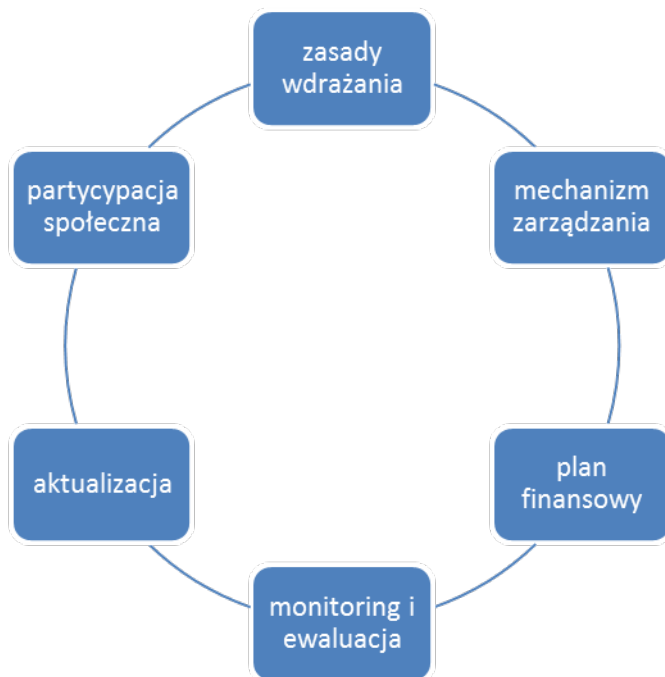 zasady
wdrażania
mechanizm
zarządzania
plan
finansowy
monitoring i
ewaluacja
aktualizacja
partycypacja
społeczna